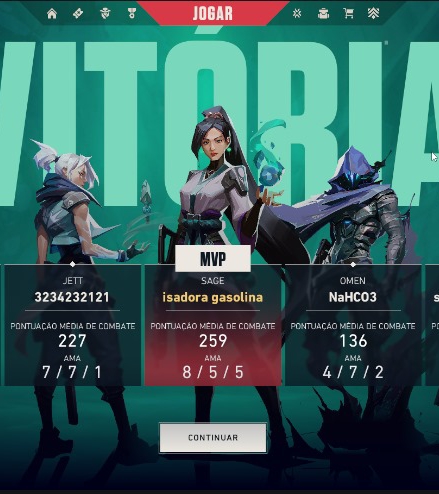 JOGAR
VITÓRIA
MVP
JETT
3234232121
PONTUAÇÃO MÉDIA DE COMBATE
227
AMA
7 / 7 / 1
SAGE
isadora gasolina
PONTUAÇÃO MÉDIA DE COMBATE
259
AMA
8 / 5 / 5
OMEN
NaHCO3
PONTUAÇÃO MÉDIA DE COMBATE
136
AMA
4 / 7 / 2
CONTINUAR